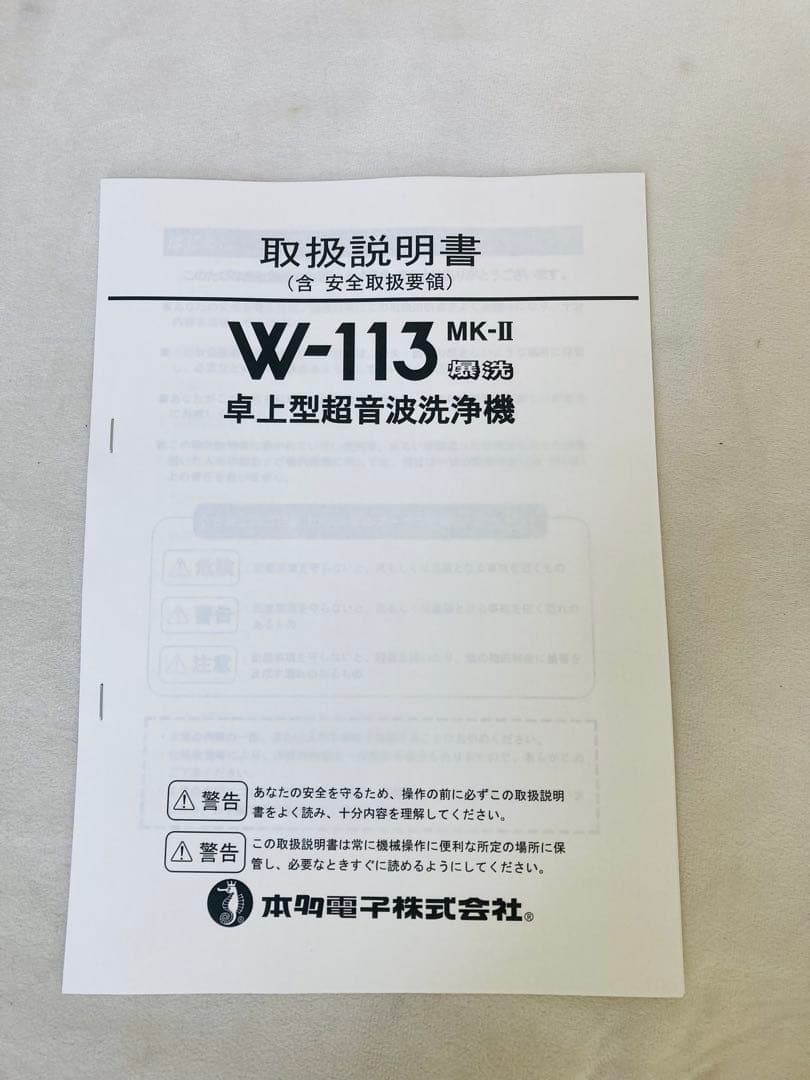 取扱説明書
(含 安全取扱要領)
W-113 MK-II
爆洗
卓上型超音波洗浄機
警告 あなたの安全を守るため、操作の前に必ずこの取扱説明
書をよく読み、十分内容を理解してください。
警告 この取扱説明書は常に機械操作に便利な所定の場所に保
管し、必要なときすぐに読めるようにしてください。
本多電子株式会社®